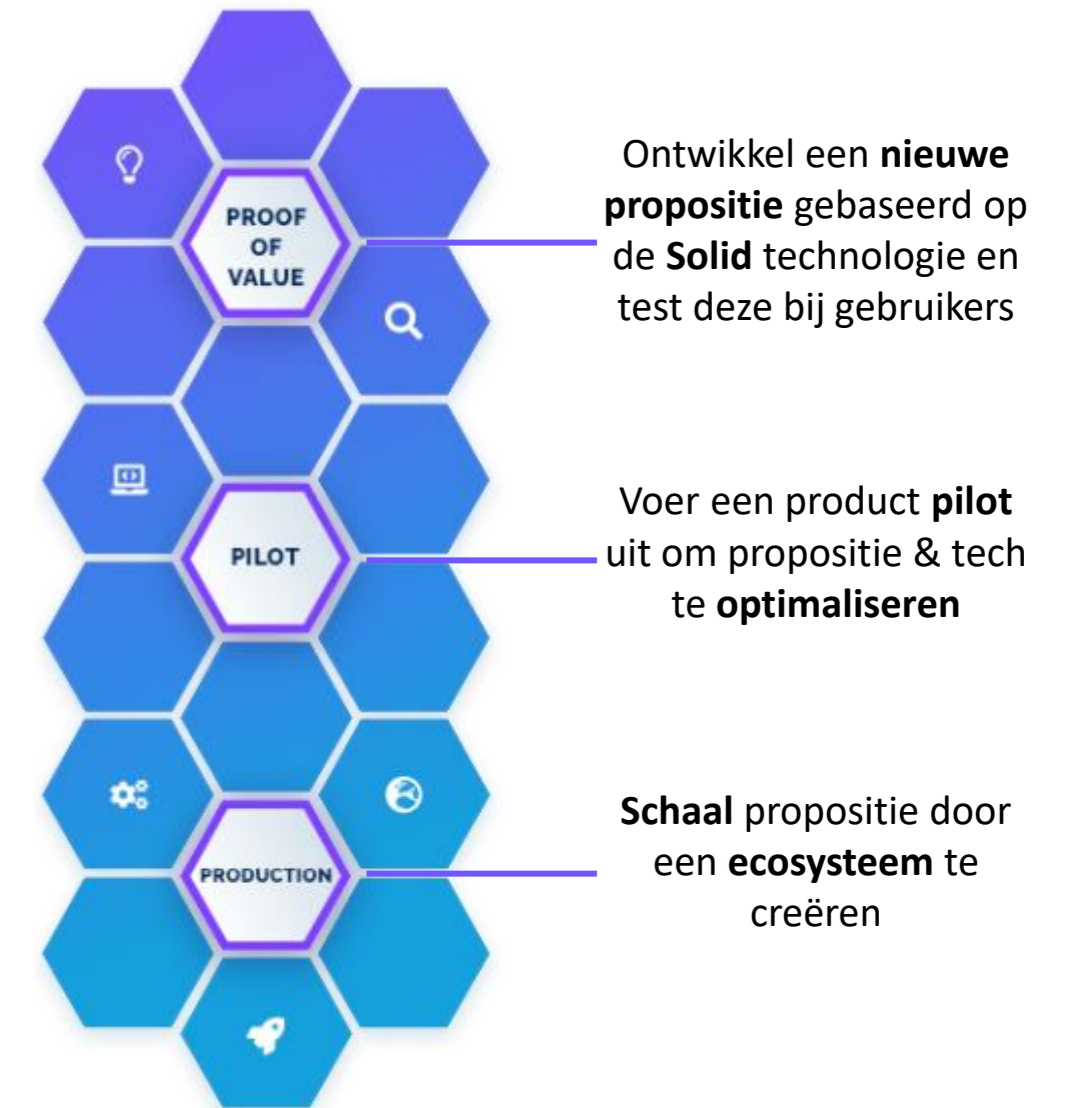 PROOF
OF
VALUE
Ontwikkel een nieuwe
propositie gebaseerd op
de Solid technologie en
test deze bij gebruikers
PILOT
Voer een product pilot
uit om propositie & tech
te optimaliseren
PRODUCTION
Schaal propositie door
een ecosysteem te
creëren